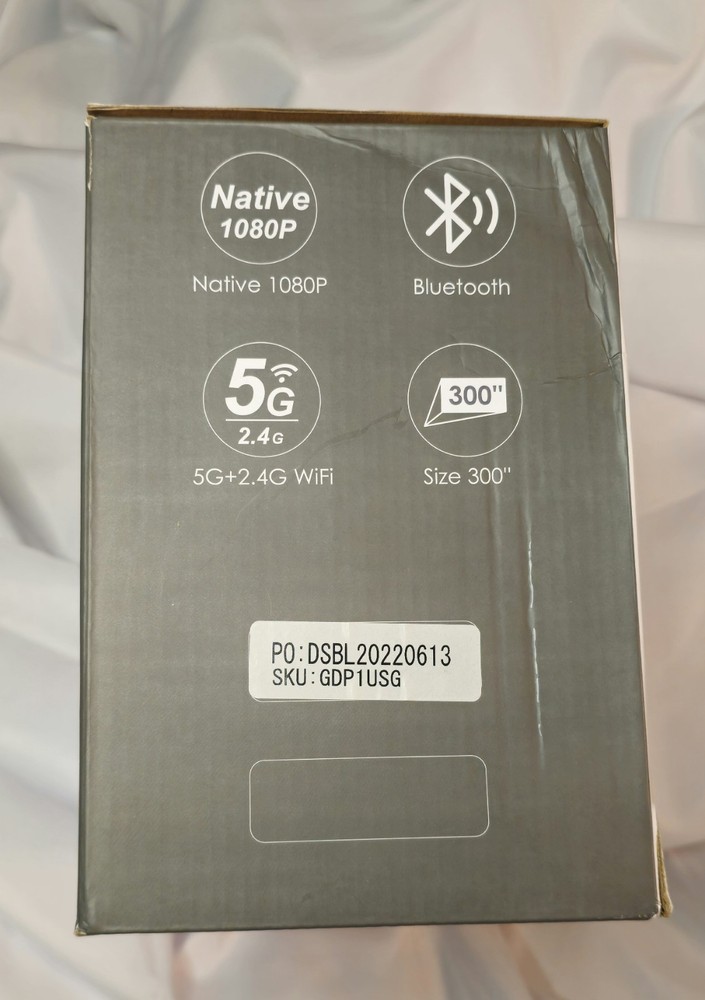 Native
1080P
Native 1080P
Bluetooth
5G
2.4G
5G+2.4G WiFi
300"
Size 300"
PO:DSBL20220613
SKU:GDP1USG